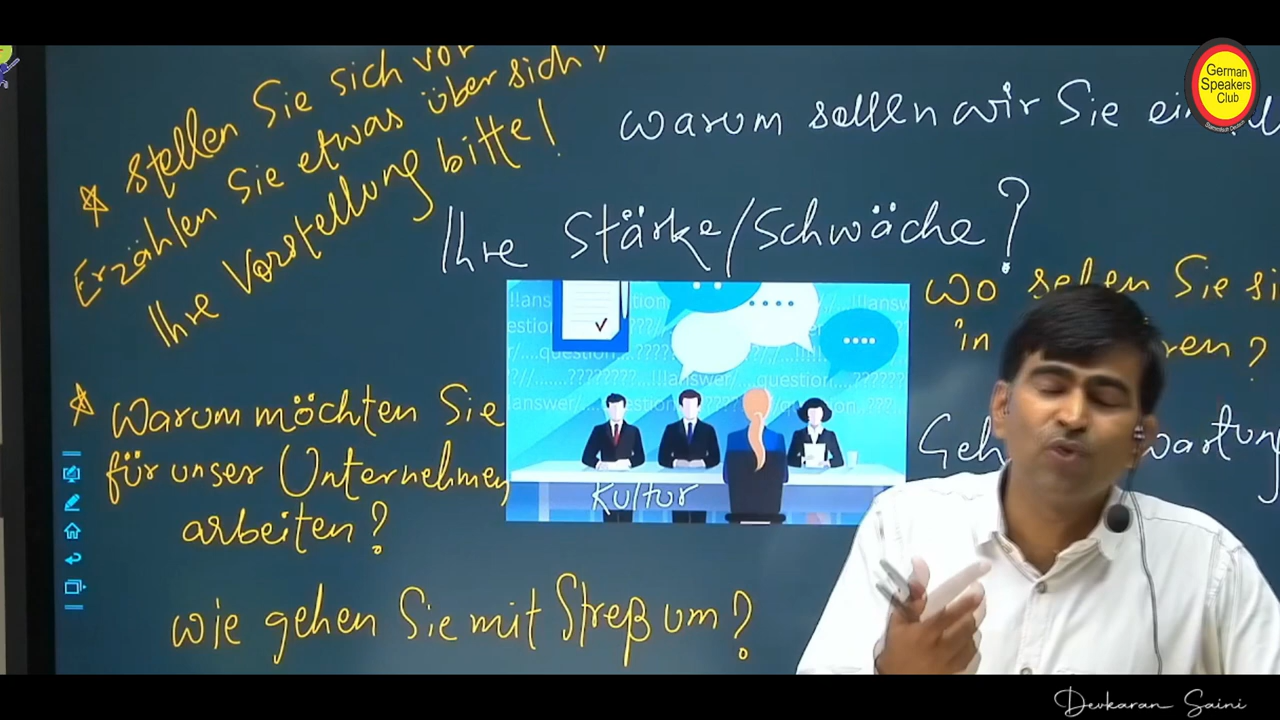 * Stellen Sie sich vor
Erzählen Sie etwas über sich?
Ihre Vorstellung bitte!
warum sollen wir Sie
German
Speakers
Club
Ihre Stärke/Schwäche?
wo sehen Sie
in
* Warum möchten Sie
für unser Unternehmen
arbeiten?
Kultur
wie gehen Sie mit Streß um?
Devkaran Saini